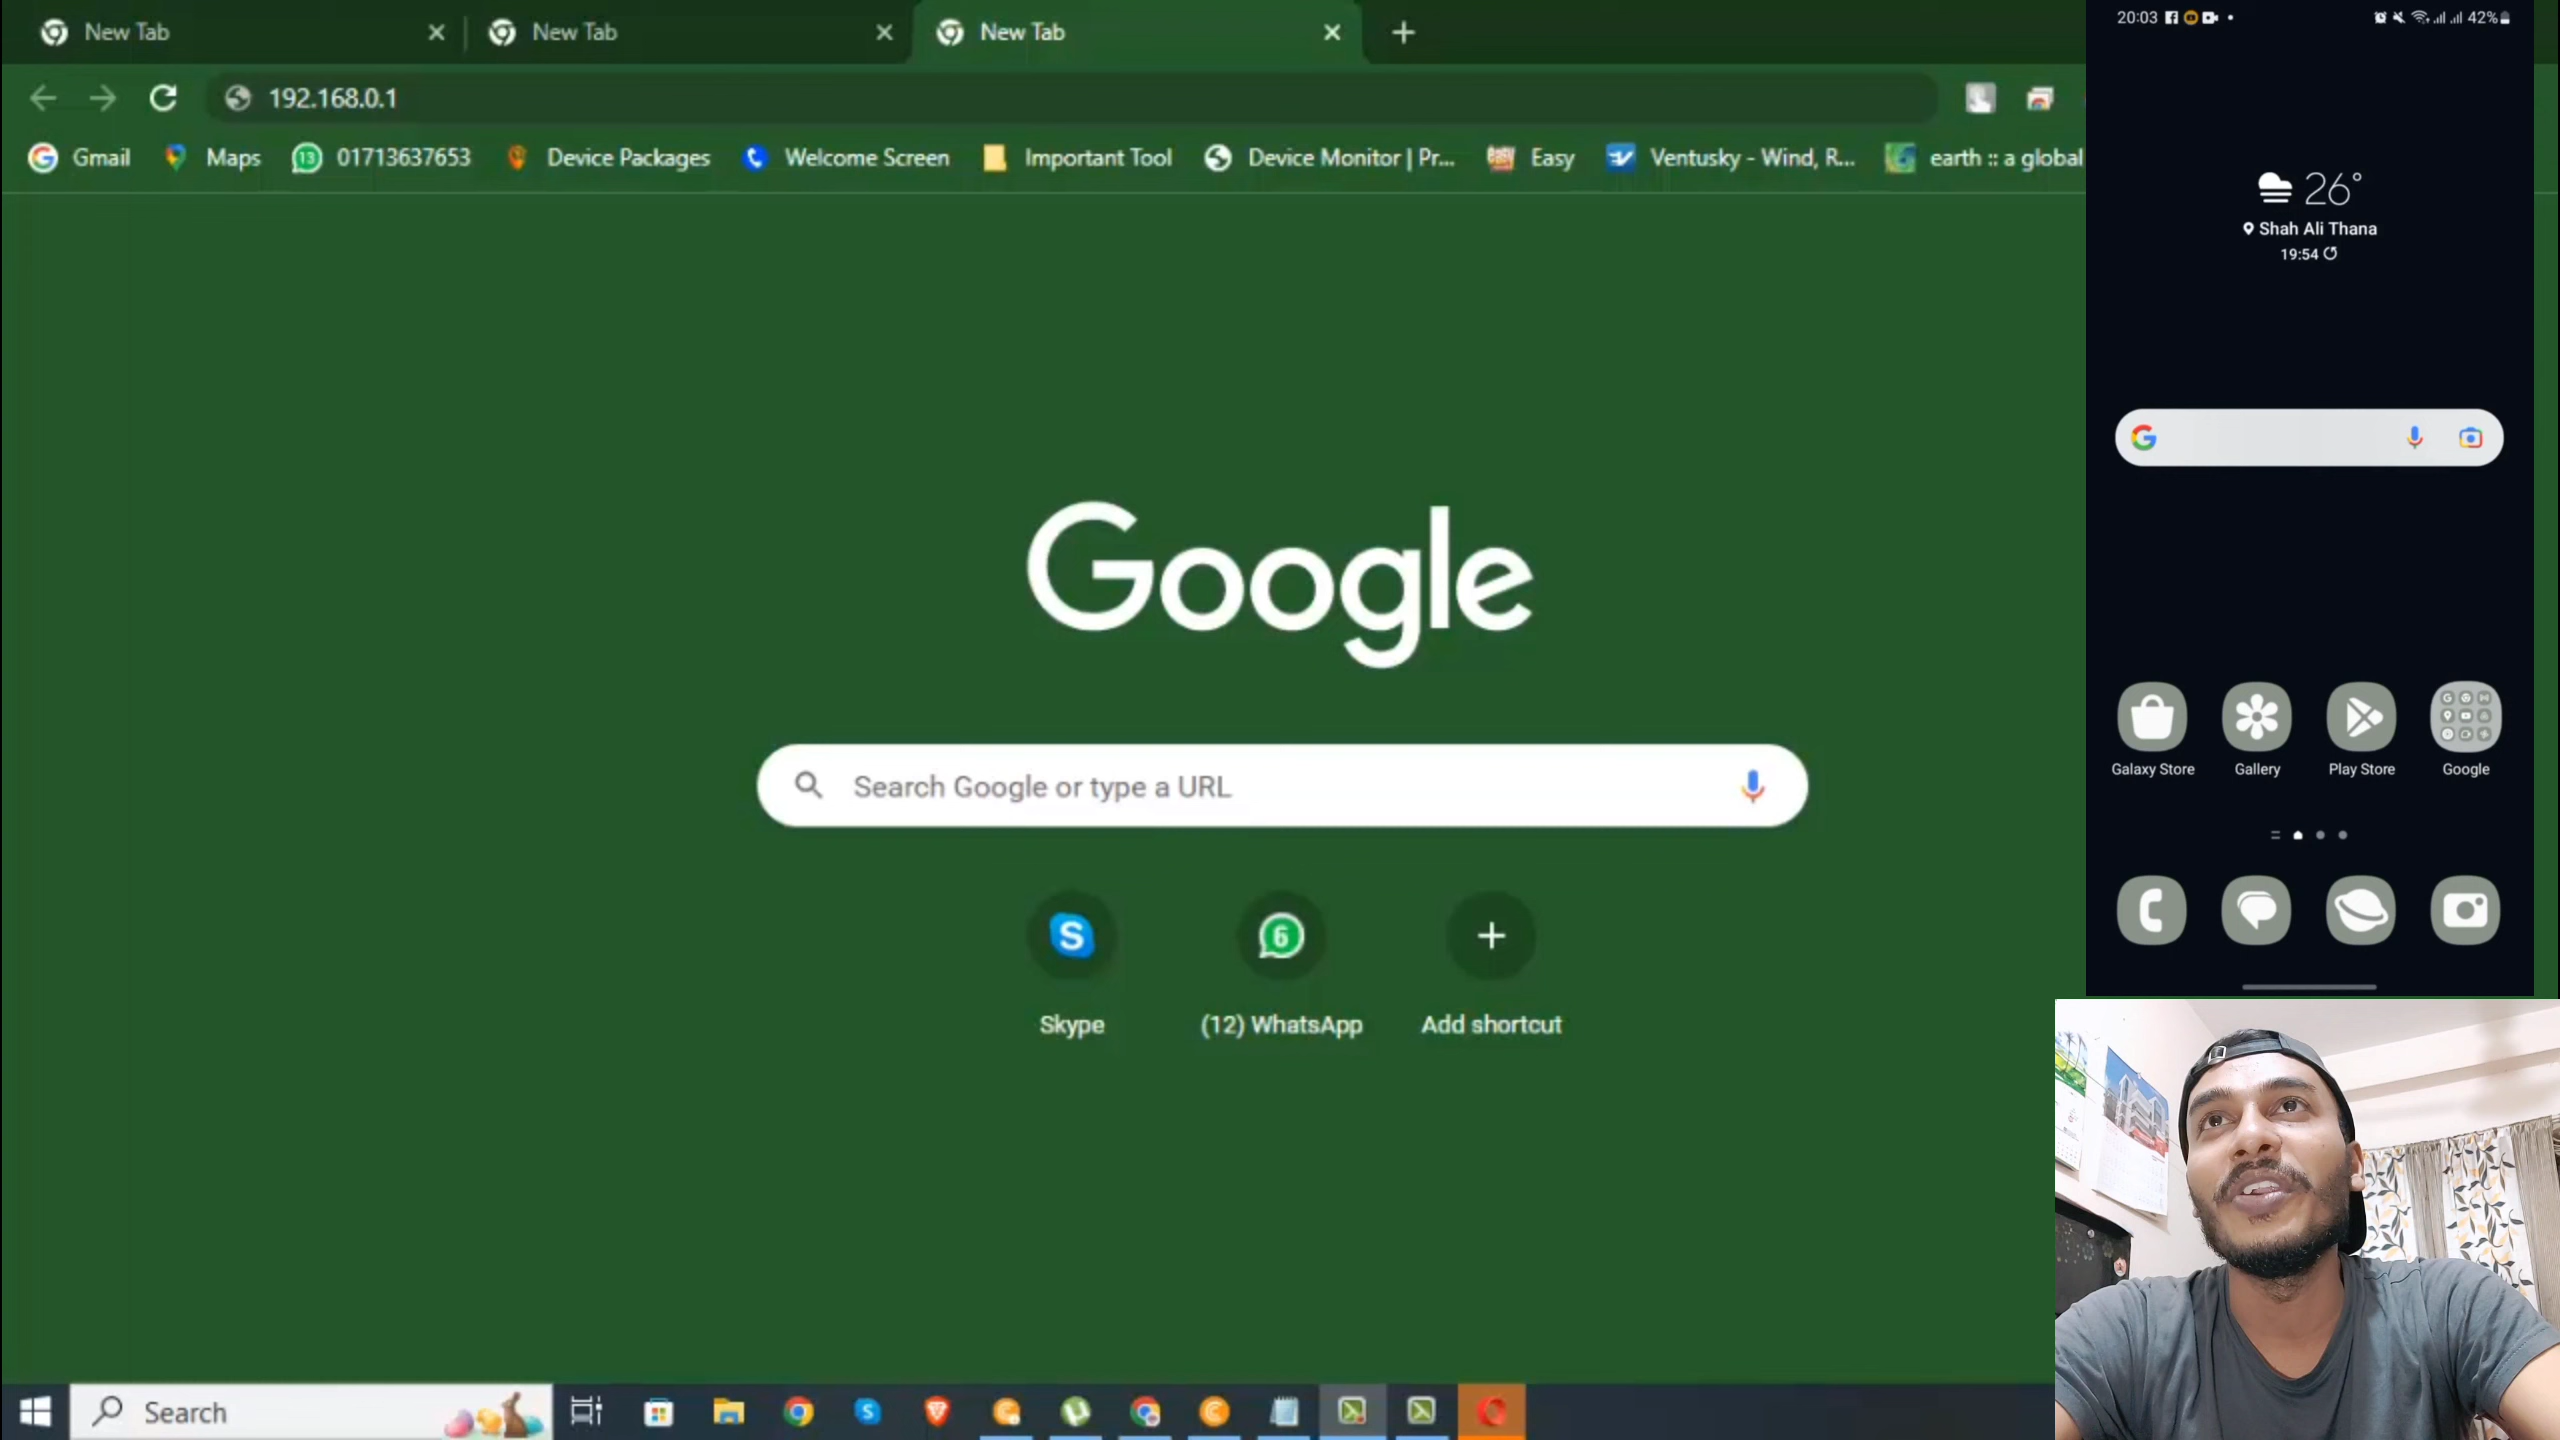 New Tab
New Tab
New Tab
192.168.0.1
Gmail Maps 01713637653 Device Packages Welcome Screen Important Tool Device Monitor | Pr... Easy Ventusky - Wind, R... earth :: a global
Google
Search Google or type a URL
Skype
(12) WhatsApp
Add shortcut
Search
20:03 42%
26°
Shah Ali Thana
19:54
Galaxy Store Gallery Play Store Google